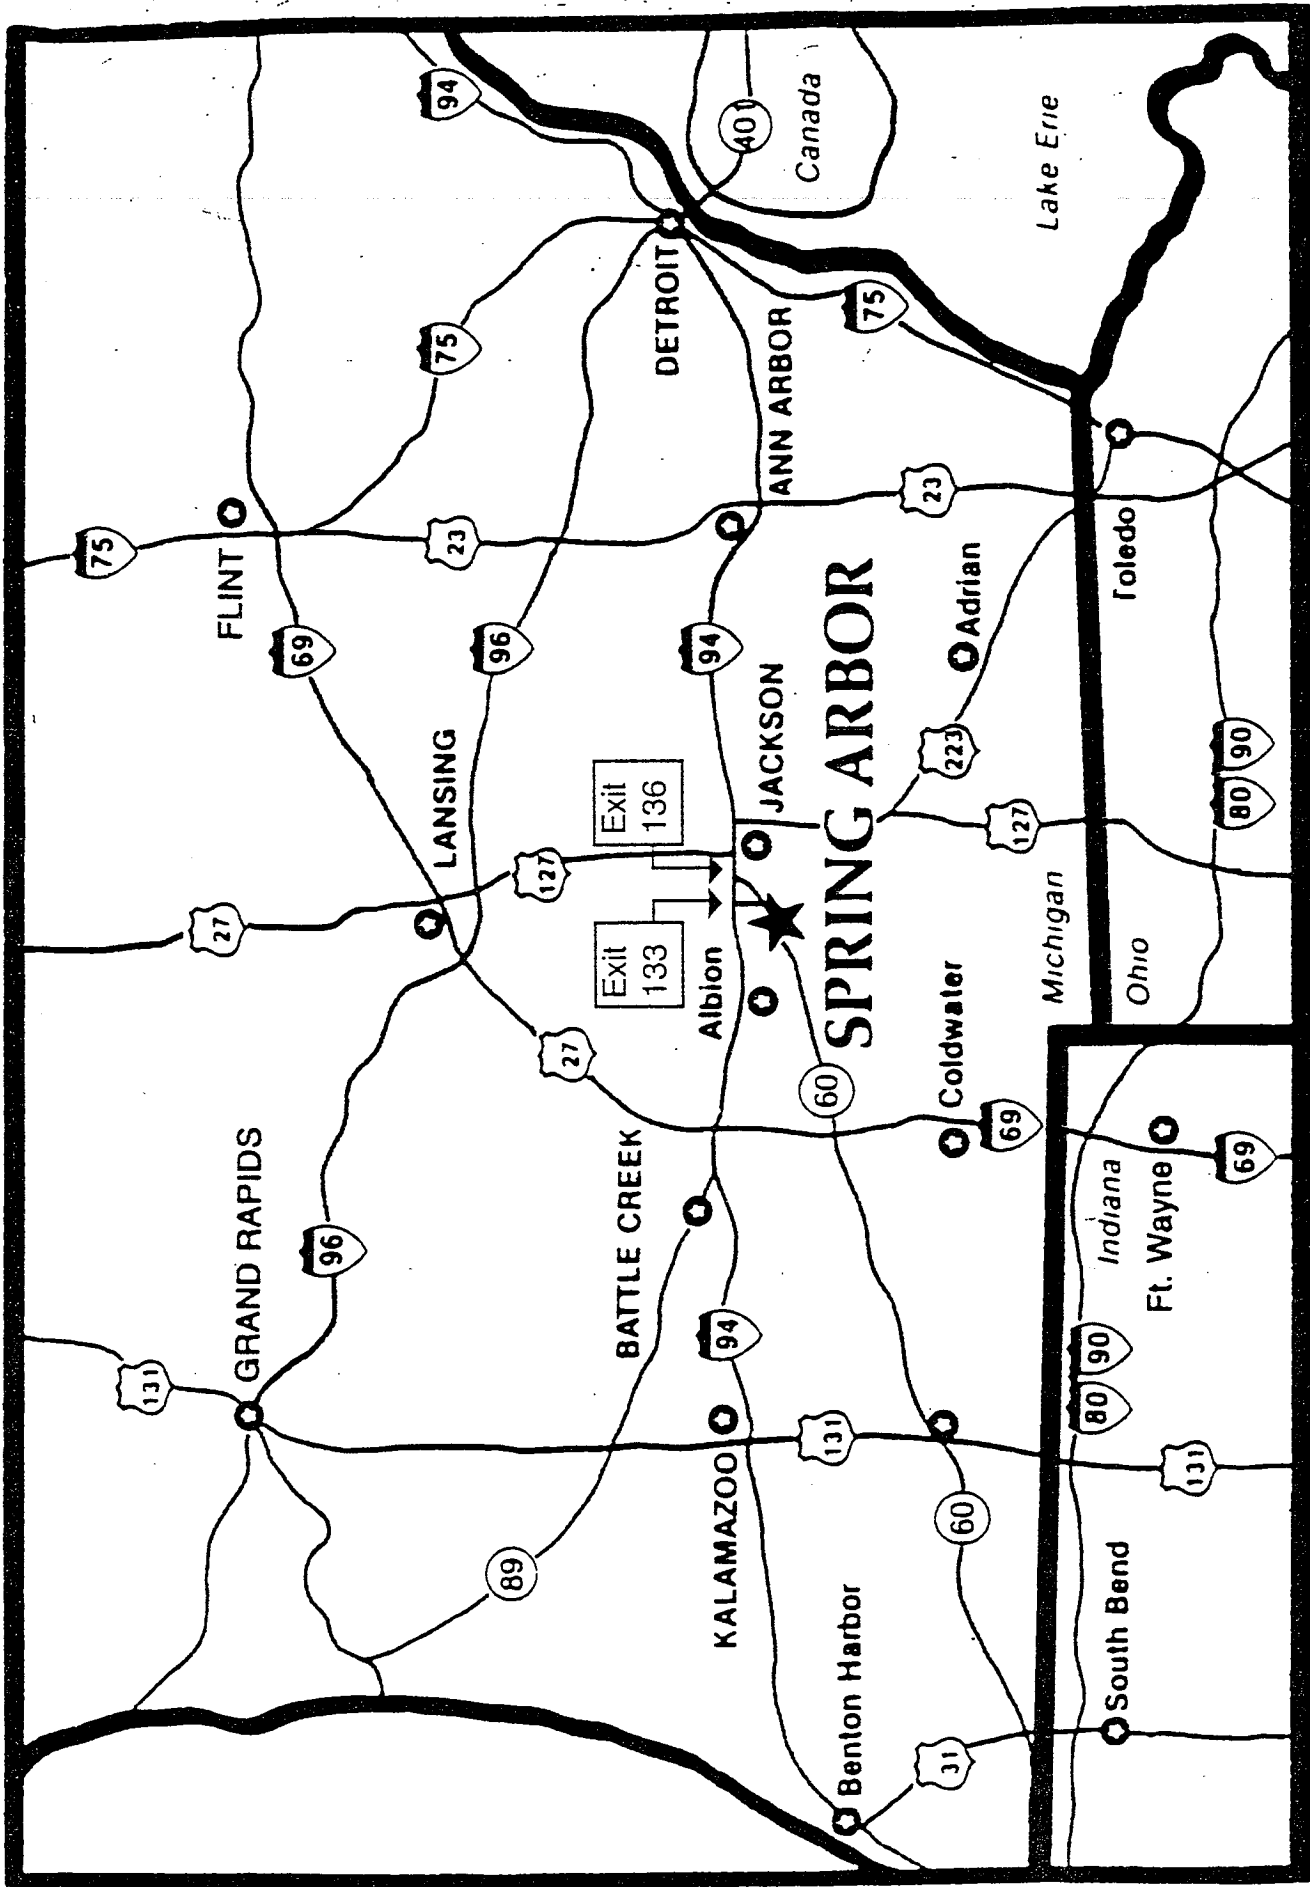 131
GRAND RAPIDS
96
27
LANSING
69
FLINT
75
75
94
89
BATTLE CREEK
27
127
96
23
DETROIT
401
Canada
Exit
133
Exit
136
KALAMAZOO
94
Albion
JACKSON
94
ANN ARBOR
131
60
SPRING ARBOR
75
Benton Harbor
31
60
Coldwater
69
127
223
Adrian
23
Lake Erie
Michigan
Ohio
Toledo
South Bend
131
80
90
Indiana
Ft. Wayne
69
80
90